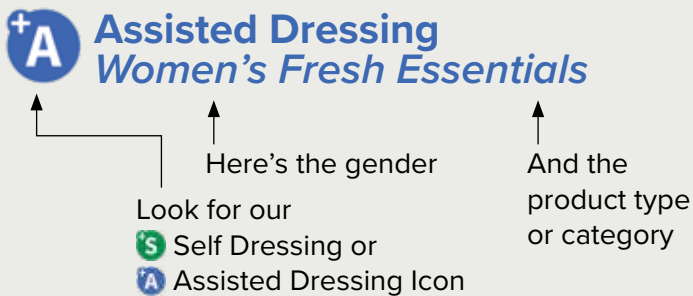 +A Assisted Dressing
Women's Fresh Essentials
Here's the gender
And the
product type
or category
Look for our
+S Self Dressing or
+A Assisted Dressing Icon